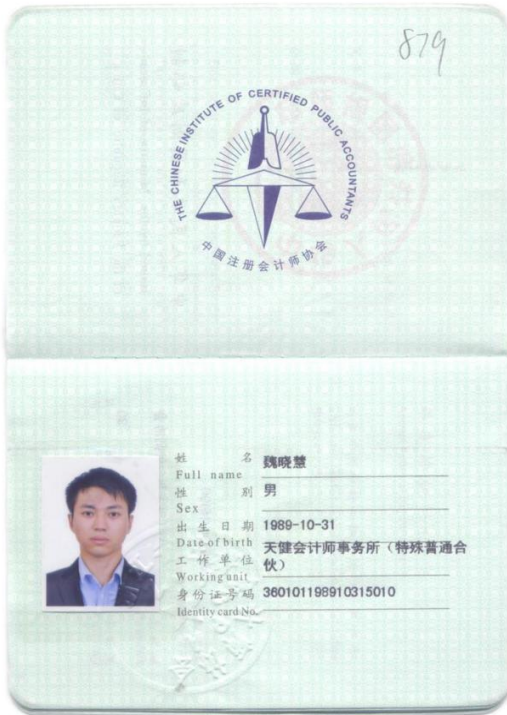 879
THE CHINESE INSTITUTE OF CERTIFIED PUBLIC ACCOUNTANTS
中国注册会计师协会
姓 名 魏晓慧
Full name
性 别 男
Sex
出生日期 1989-10-31
Date of birth
工作单位 天健会计师事务所（特殊普通合
伙）
Working unit
身份证号码 360101198910315010
Identity card No.